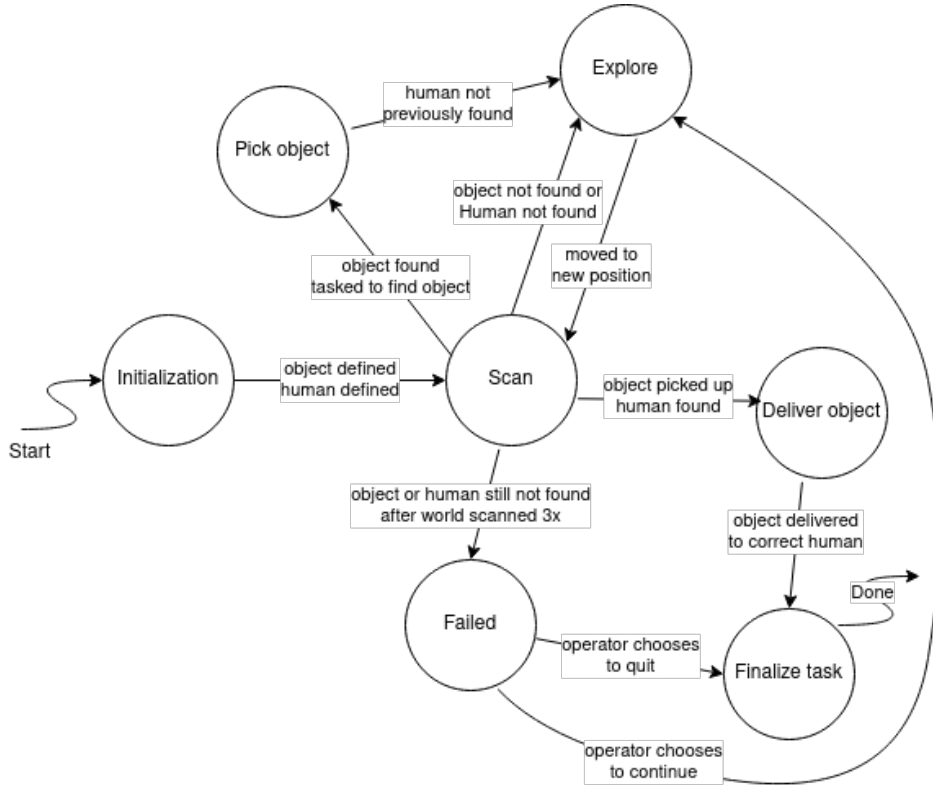 Explore
human not
previously found
Pick object
object not found or
Human not found
moved to
new position
object found
tasked to find object
Initialization
object defined
human defined
Scan
object picked up
human found
Deliver object
Start
object or human still not found
after world scanned 3x
object delivered
to correct human
Done
Failed
operator chooses
to quit
Finalize task
operator chooses
to continue